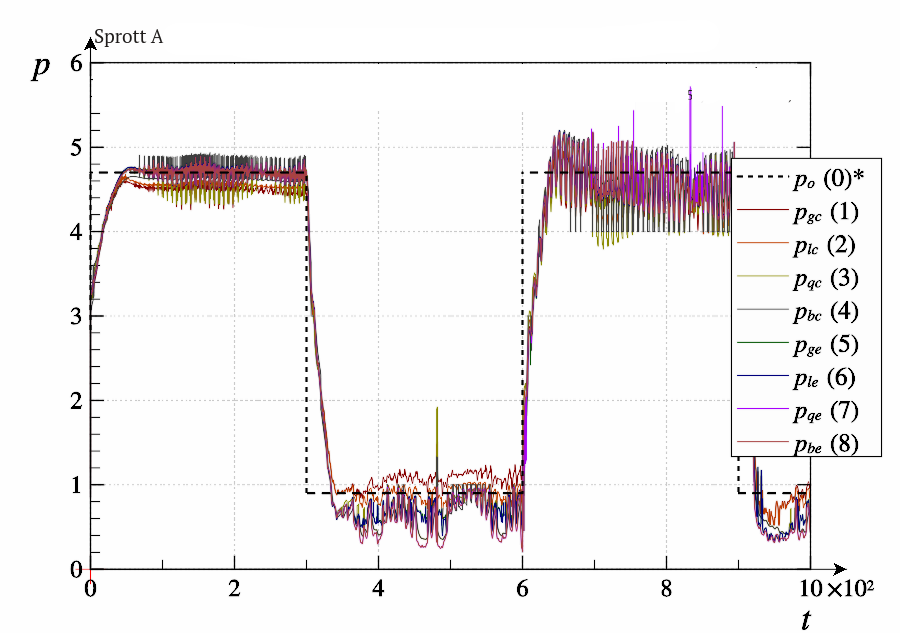 Sprott A
p
6
5
4
3
2
1
0
5
p_o (0)*
p_gc (1)
p_lc (2)
p_qc (3)
p_bc (4)
p_ge (5)
p_le (6)
p_qe (7)
p_be (8)
0 2 4 6 8 10 ×10²
t